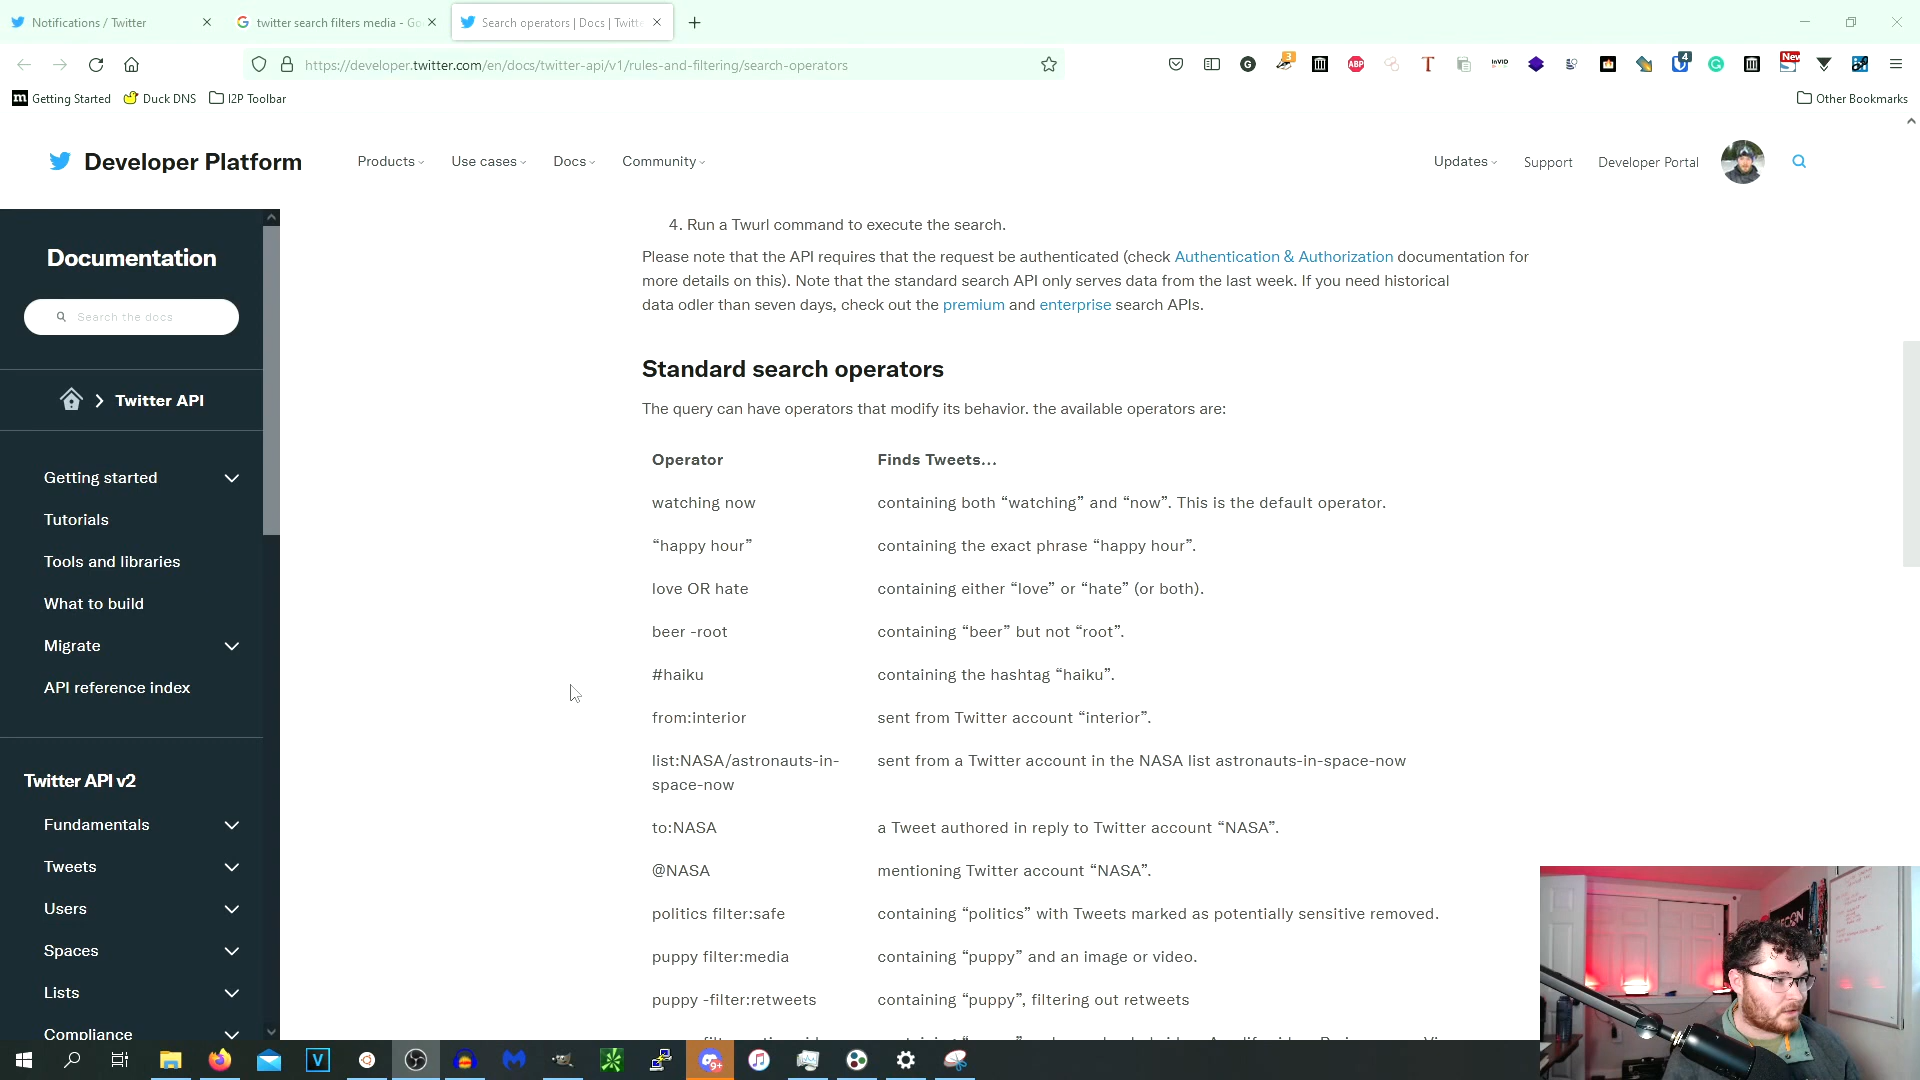 Notifications / Twitter
twitter search filters media - Go
Search operators | Docs | Twitte
https://developer.twitter.com/en/docs/twitter-api/v1/rules-and-filtering/search-operators
Getting Started
Duck DNS
I2P Toolbar
Other Bookmarks
Developer Platform
Products
Use cases
Docs
Community
Updates
Support
Developer Portal
Documentation
Search the docs
Twitter API
Getting started
Tutorials
Tools and libraries
What to build
Migrate
API reference index
Twitter API v2
Fundamentals
Tweets
Users
Spaces
Lists
Compliance
4. Run a Twurl command to execute the search.
Please note that the API requires that the request be authenticated (check Authentication & Authorization documentation for
more details on this). Note that the standard search API only serves data from the last week. If you need historical
data odler than seven days, check out the premium and enterprise search APIs.
Standard search operators
The query can have operators that modify its behavior. the available operators are:
Operator Finds Tweets...
watching now containing both “watching” and “now”. This is the default operator.
“happy hour” containing the exact phrase “happy hour”.
love OR hate containing either “love” or “hate” (or both).
beer -root containing “beer” but not “root”.
#haiku containing the hashtag “haiku”.
from:interior sent from Twitter account “interior”.
list:NASA/astronauts-in- sent from a Twitter account in the NASA list astronauts-in-space-now
space-now
to:NASA a Tweet authored in reply to Twitter account “NASA”.
@NASA mentioning Twitter account “NASA”.
politics filter:safe containing “politics” with Tweets marked as potentially sensitive removed.
puppy filter:media containing “puppy” and an image or video.
puppy -filter:retweets containing “puppy”, filtering out retweets